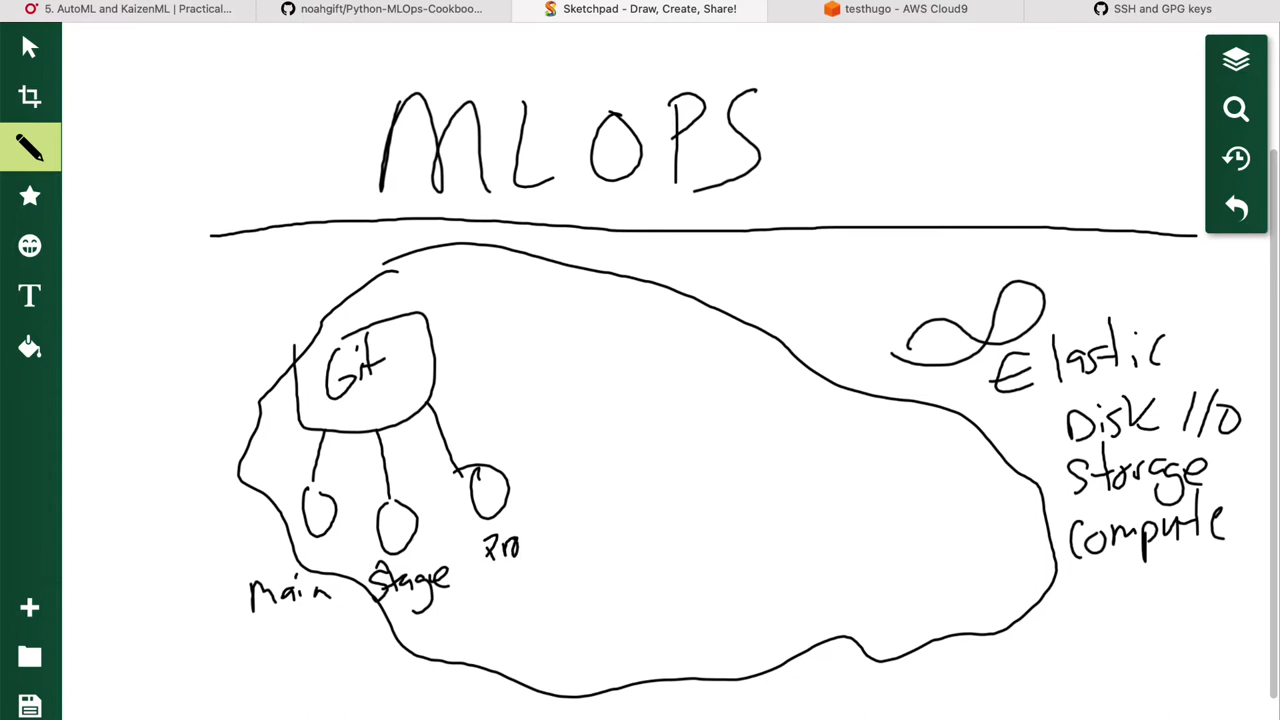 5. AutoML and KaizenML | Practical...
noahgift/Python-MLOps-Cookboo...
Sketchpad - Draw, Create, Share!
testhugo - AWS Cloud9
SSH and GPG keys
MLOPS
Git
Elastic
Disk I/O
Storage
compute
Pro
Main
Stage
T